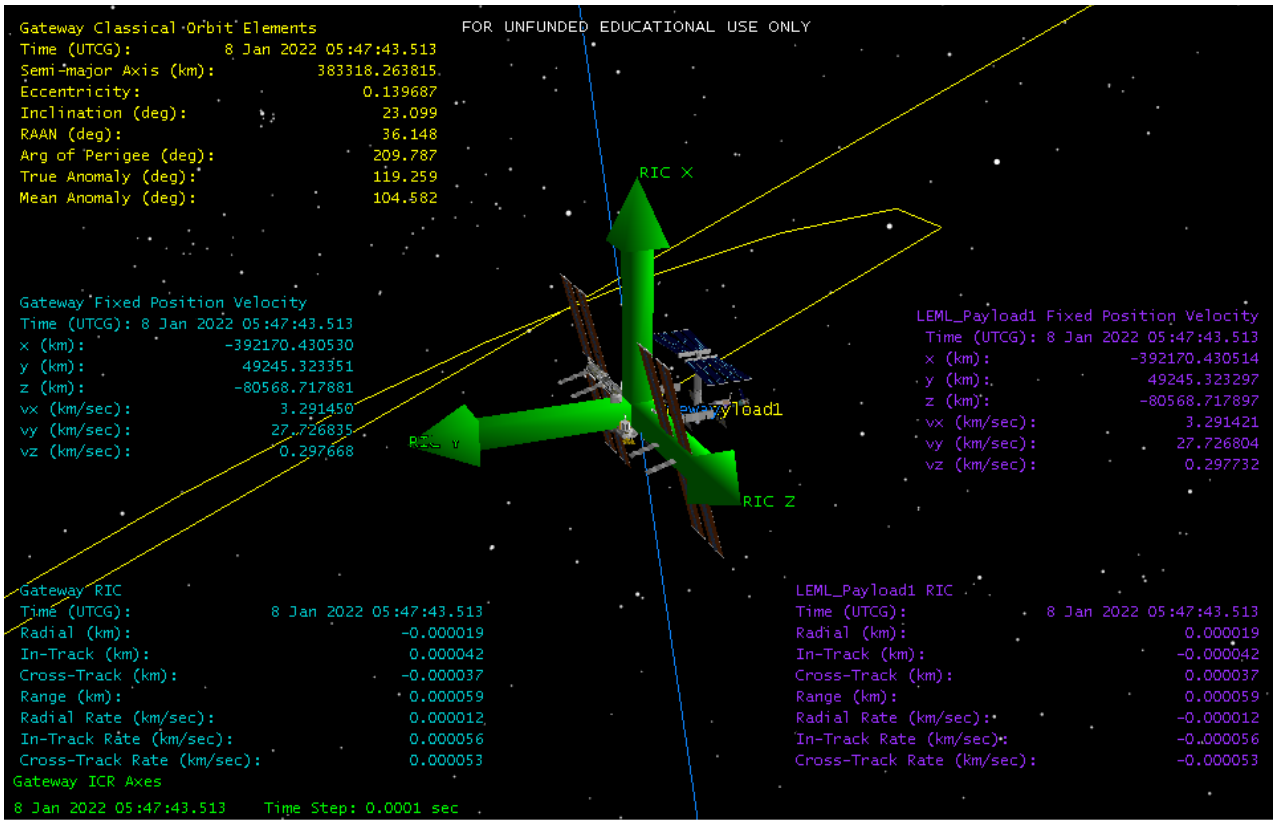 FOR UNFUNDED EDUCATIONAL USE ONLY
Gateway Classical Orbit Elements
Time (UTCG): 8 Jan 2022 05:47:43.513
Semi-major Axis (km): 383318.263815
Eccentricity: 0.139687
Inclination (deg): 23.099
RAAN (deg): 36.148
Arg of Perigee (deg): 209.787
True Anomaly (deg): 119.259
Mean Anomaly (deg): 104.582
RIC X
Gateway Fixed Position Velocity
Time (UTCG): 8 Jan 2022 05:47:43.513
x (km): -392170.430530
y (km): 49245.323351
z (km): -80568.717881
vx (km/sec): 3.291450
vy (km/sec): 27.726835
vz (km/sec): 0.297668
LEML_Payload1 Fixed Position Velocity
Time (UTCG): 8 Jan 2022 05:47:43.513
x (km): -392170.430514
y (km): 49245.323297
z (km): -80568.717897
vx (km/sec): 3.291421
vy (km/sec): 27.726804
vz (km/sec): 0.297732
RIC Y
RIC Z
Gateway RIC
Time (UTCG): 8 Jan 2022 05:47:43.513
Radial (km): -0.000019
In-Track (km): 0.000042
Cross-Track (km): -0.000037
Range (km): 0.000059
Radial Rate (km/sec): 0.000012
In-Track Rate (km/sec): 0.000056
Cross-Track Rate (km/sec): 0.000053
LEML_Payload1 RIC
Time (UTCG): 8 Jan 2022 05:47:43.513
Radial (km): 0.000019
In-Track (km): -0.000042
Cross-Track (km): 0.000037
Range (km): 0.000059
Radial Rate (km/sec): -0.000012
In-Track Rate (km/sec): -0.000056
Cross-Track Rate (km/sec): -0.000053
Gateway ICR Axes
8 Jan 2022 05:47:43.513 Time Step: 0.0001 sec